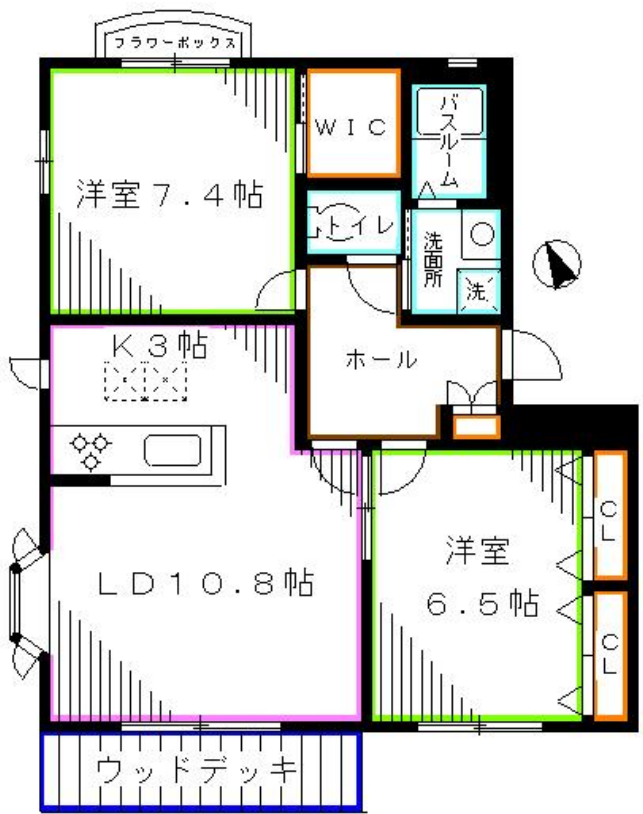 フラワーボックス
洋室7.4帖
WIC
バスルーム
トイレ
洗面所
洗
K3帖
ホール
LD10.8帖
洋室
6.5帖
CL
CL
ウッドデッキ